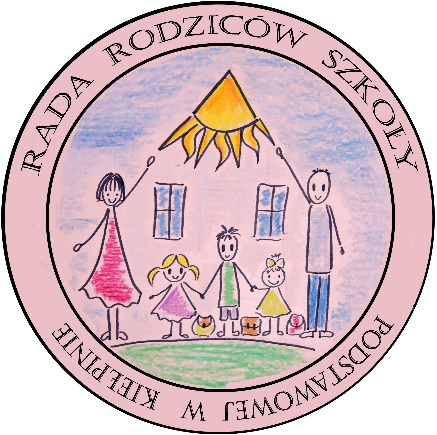 RADA RODZICÓW SZKOŁY
PODSTAWOWEJ W KIEŁPINIE